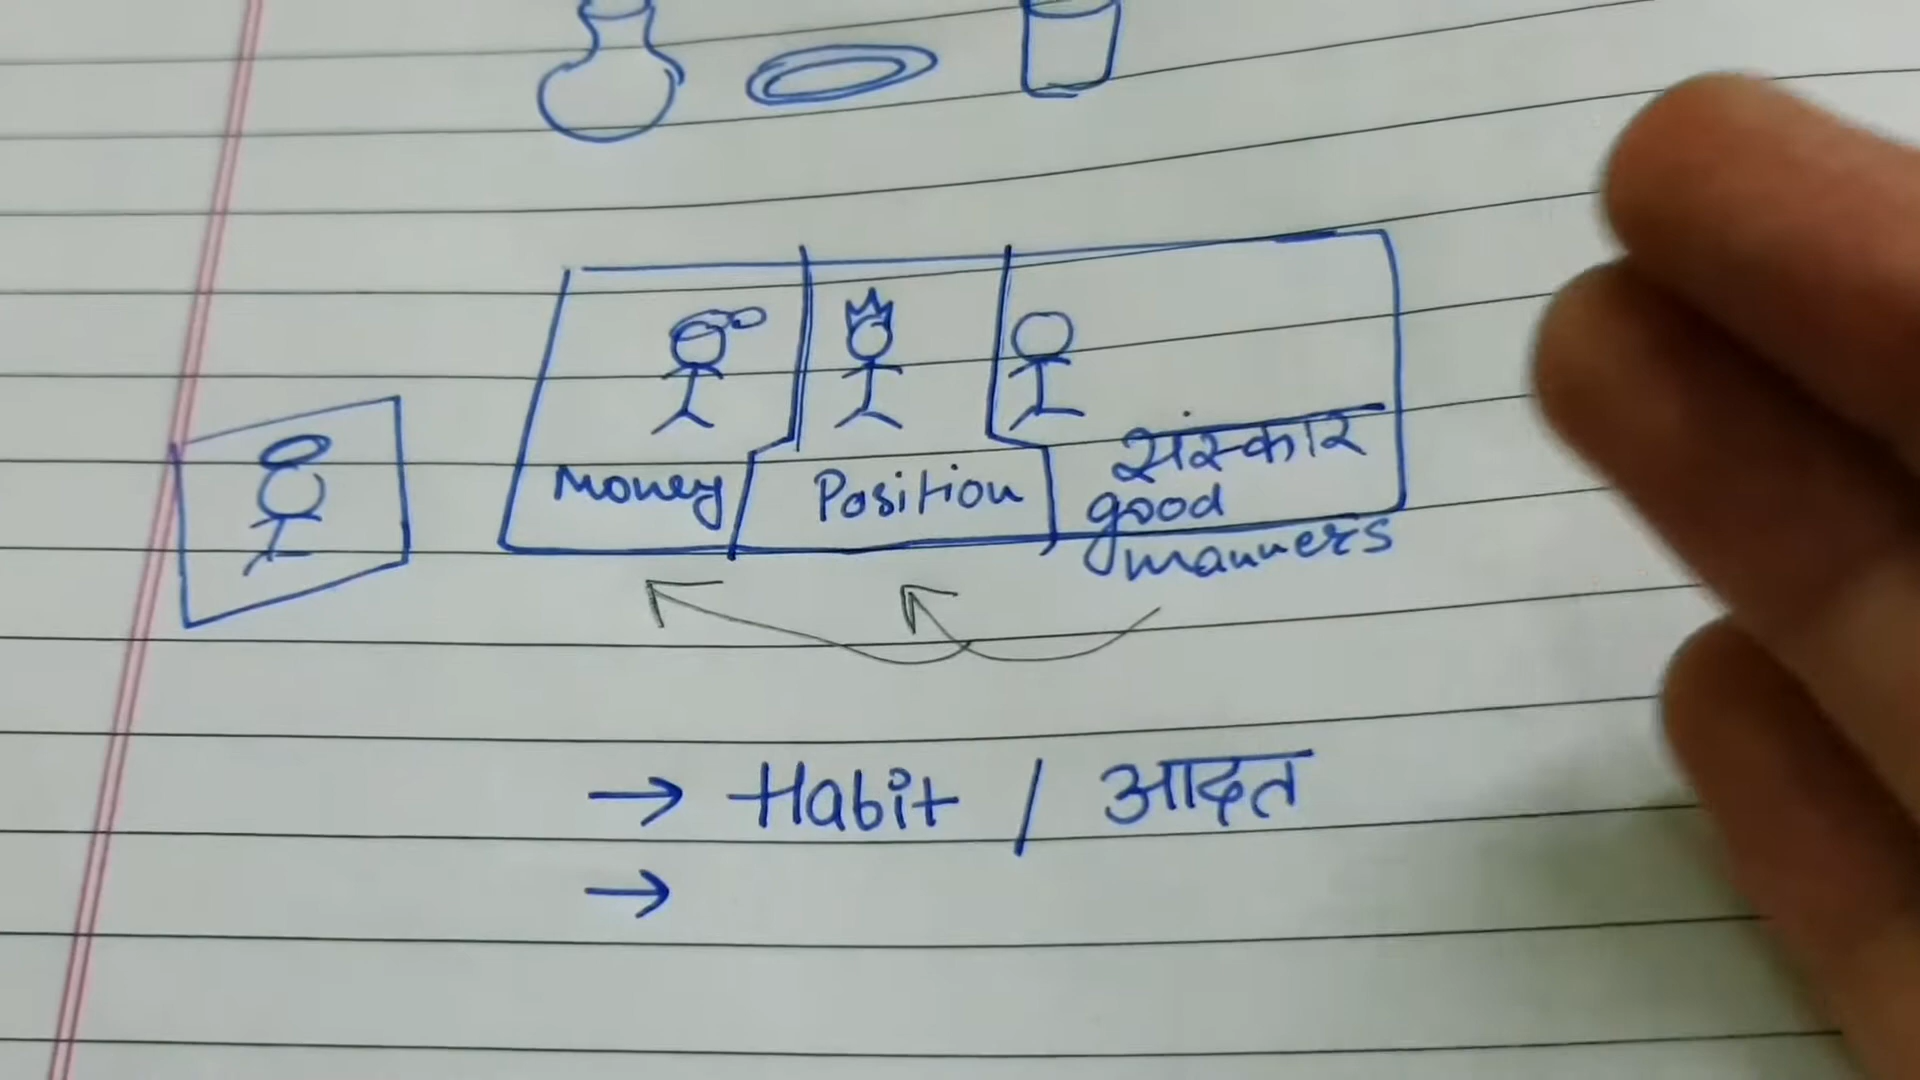 Money Position संस्कार
good
manners
→ Habit / आदत
→